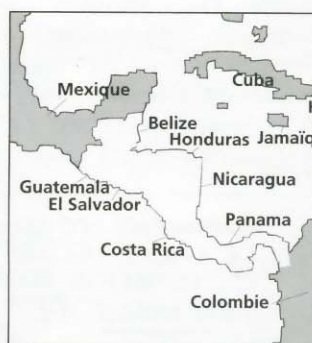 Cuba
Mexique
H
Belize
Honduras
Jamaïq
Guatemala
Nicaragua
El Salvador
Panama
Costa Rica
Colombie